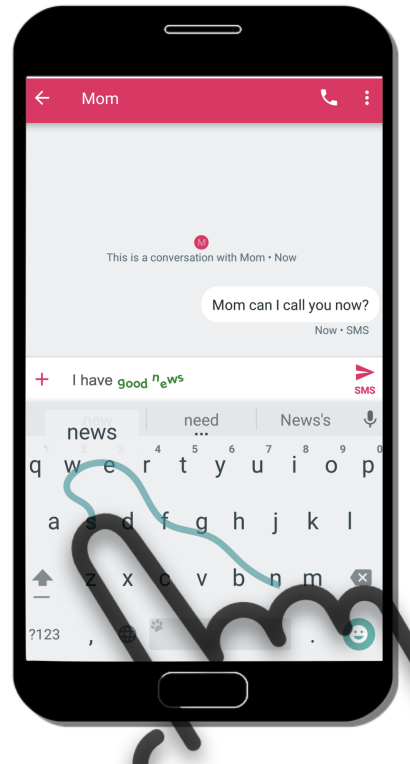 Mom
M
This is a conversation with Mom • Now
Mom can I call you now?
Now • SMS
+ I have good news
SMS
new need News's
news
1 2 3 4 5 6 7 8 9 0
q w e r t y u i o p
a s d f g h j k l
z x c v b n m
?123 , .